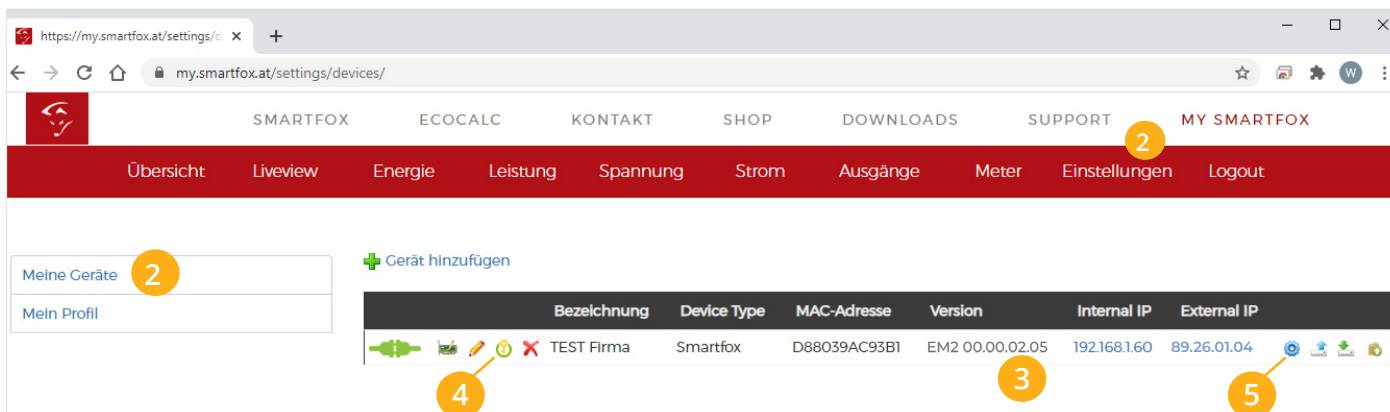 https://my.smartfox.at/settings/d
my.smartfox.at/settings/devices/
W
SMARTFOX ECOCALC KONTAKT SHOP DOWNLOADS SUPPORT MY SMARTFOX
2
Übersicht Liveview Energie Leistung Spannung Strom Ausgänge Meter Einstellungen Logout
Gerät hinzufügen
Meine Geräte 2
Mein Profil
Bezeichnung Device Type MAC-Adresse Version Internal IP External IP
TEST Firma Smartfox D88039AC93B1 EM2 00.00.02.05 192.168.1.60 89.26.01.04
4 3 5